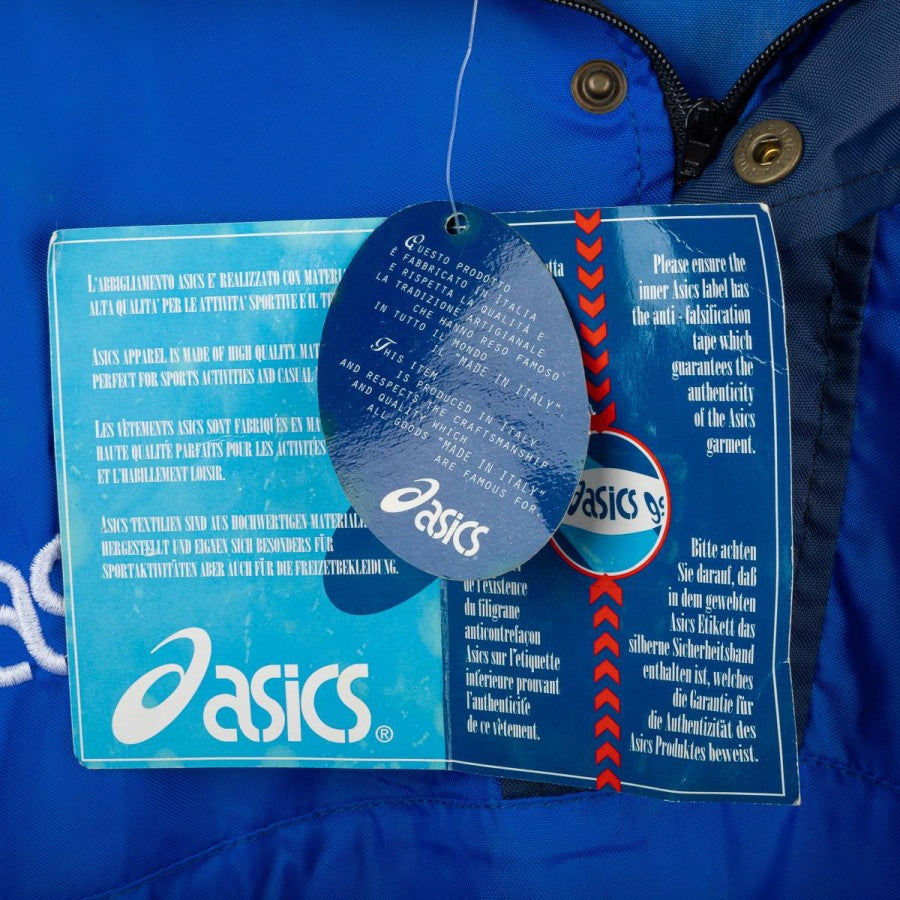 L'ABBIGLIAMENTO ASICS E' REALIZZATO CON
ALTA QUALITA' PER LE ATTIVITA' SPORTIVE E IL
ASICS APPAREL IS MADE OF HIGH QUALITY
PERFECT FOR SPORTS ACTIVITIES AND CASUAL
LES VÈTEMENTS ASICS SONT FABRIQUÉS EN
HAUTE QUALITÉ PARFAITS POUR LES ACTIVITÉS
ET L'HABILLEMENT LOISIR.
ASICS TEXTILIEN SIND AUS HOCHWERTIGEN
HERGESTELLT UND EIGNEN SICH BESONDERS FÜR
SPORTAKTIVITÄTEN ABER AUCH FÜR DIE FREIZETBEKLEIDUNG.
asics®
QUESTO PRODOTTO
È FABBRICATO IN ITALIA
E RISPETTA LA QUALITÀ E
LA TRADIZIONE ARTIGIANALE
CHE HANNO RESO FAMOSO
IN TUTTO IL MONDO
IL "MADE IN ITALY".
THIS ITEM
IS PRODUCED IN ITALY
AND RESPECTS THE CRAFTSMANSHIP
AND QUALITY WHICH
ALL "MADE IN ITALY"
GOODS ARE FAMOUS FOR
asics
Please ensure the
inner Asics label has
the anti - falsification
tape which
guarantees the
authenticity
of the Asics
garment.
asics
de l'existence
du filigrane
anticontrefaçon
Asics sur l'étiquette
intérieure prouvant
l'authenticité
de ce vètement.
Bitte achten
Sie darauf, daß
in dem gewebten
Asics Etikett das
silberne Sicherheitsband
enthalten ist, welches
die Garantie für
die Authentizität des
Asics Produktes beweist.
as